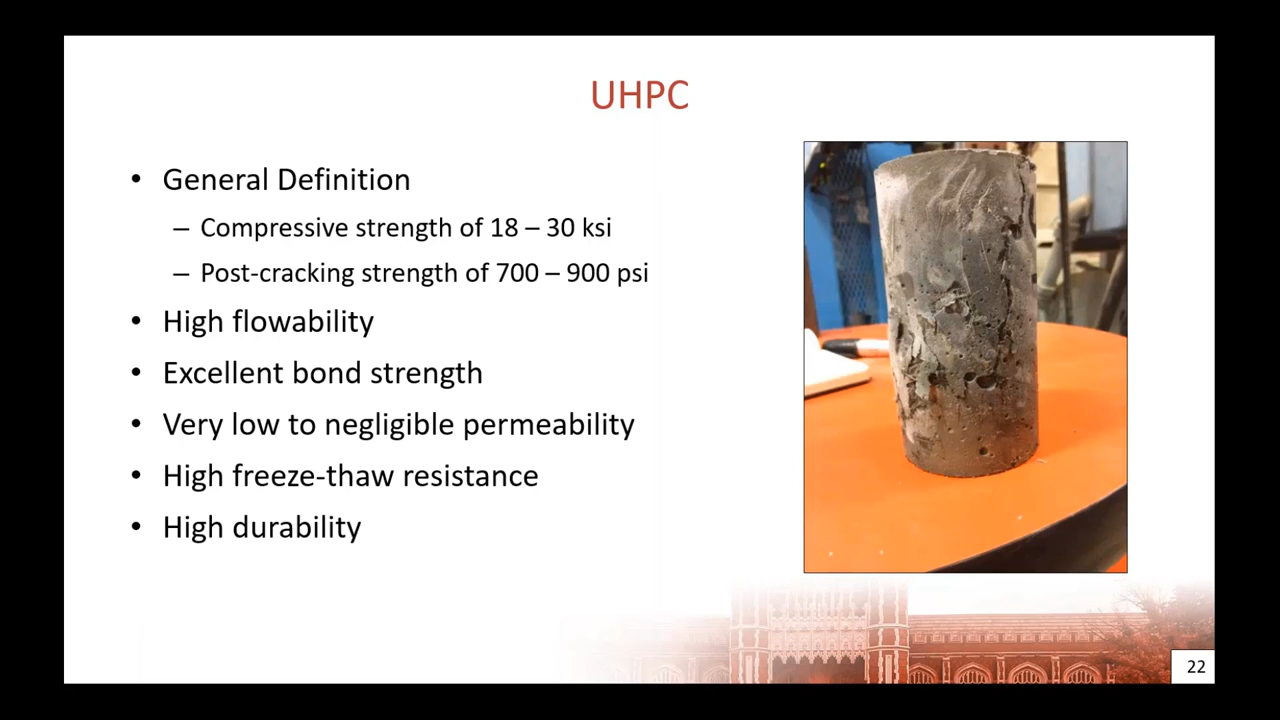 UHPC
• General Definition
– Compressive strength of 18 – 30 ksi
– Post-cracking strength of 700 – 900 psi
• High flowability
• Excellent bond strength
• Very low to negligible permeability
• High freeze-thaw resistance
• High durability
22